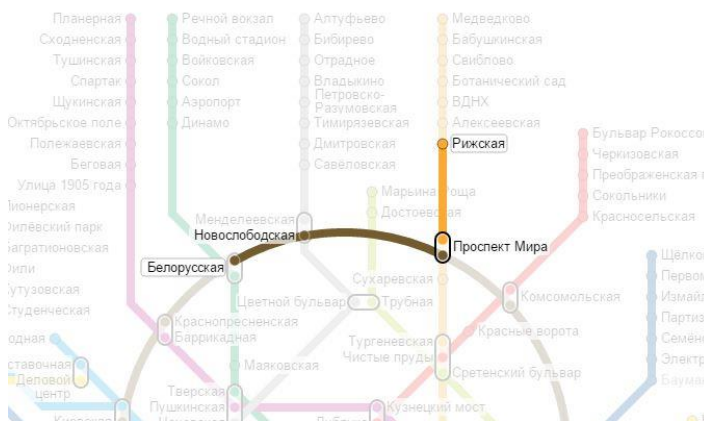 Планерная
Речной вокзал
Алтуфьево
Медведково
Сходненская
Водный стадион
Бибирево
Бабушкинская
Тушинская
Войковская
Отрадное
Свиблово
Спартак
Сокол
Владыкино
Ботанический сад
Щукинская
Аэропорт
Петровско-
Разумовская
ВДНХ
Октябрьское поле
Динамо
Тимирязевская
Алексеевская
Полежаевская
Дмитровская
Рижская
Бульвар Рокоссо
Беговая
Савёловская
Черкизовская
Улица 1905 года
Марьина Роща
Преображенская п
Сокольники
Пионерская
Менделеевская
Достоевская
Красносельская
Филёвский парк
Новослободская
Проспект Мира
Багратионовская
Щёлко
Фили
Белорусская
Сухаревская
Первом
Кутузовская
Цветной бульвар
Трубная
Комсомольская
Измайл
Студенческая
Краснопресненская
Партиз
одная
Баррикадная
Тургеневская
Красные ворота
Семён
ставочная
Маяковская
Чистые пруды
Электр
Деловой
центр
Тверская
Сретенский бульвар
Бауман
Пушкинская
Кузнецкий мост